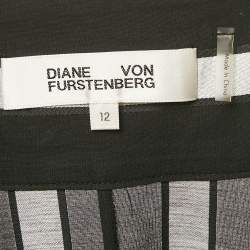 DIANE VON
FURSTENBERG
12
Made in China